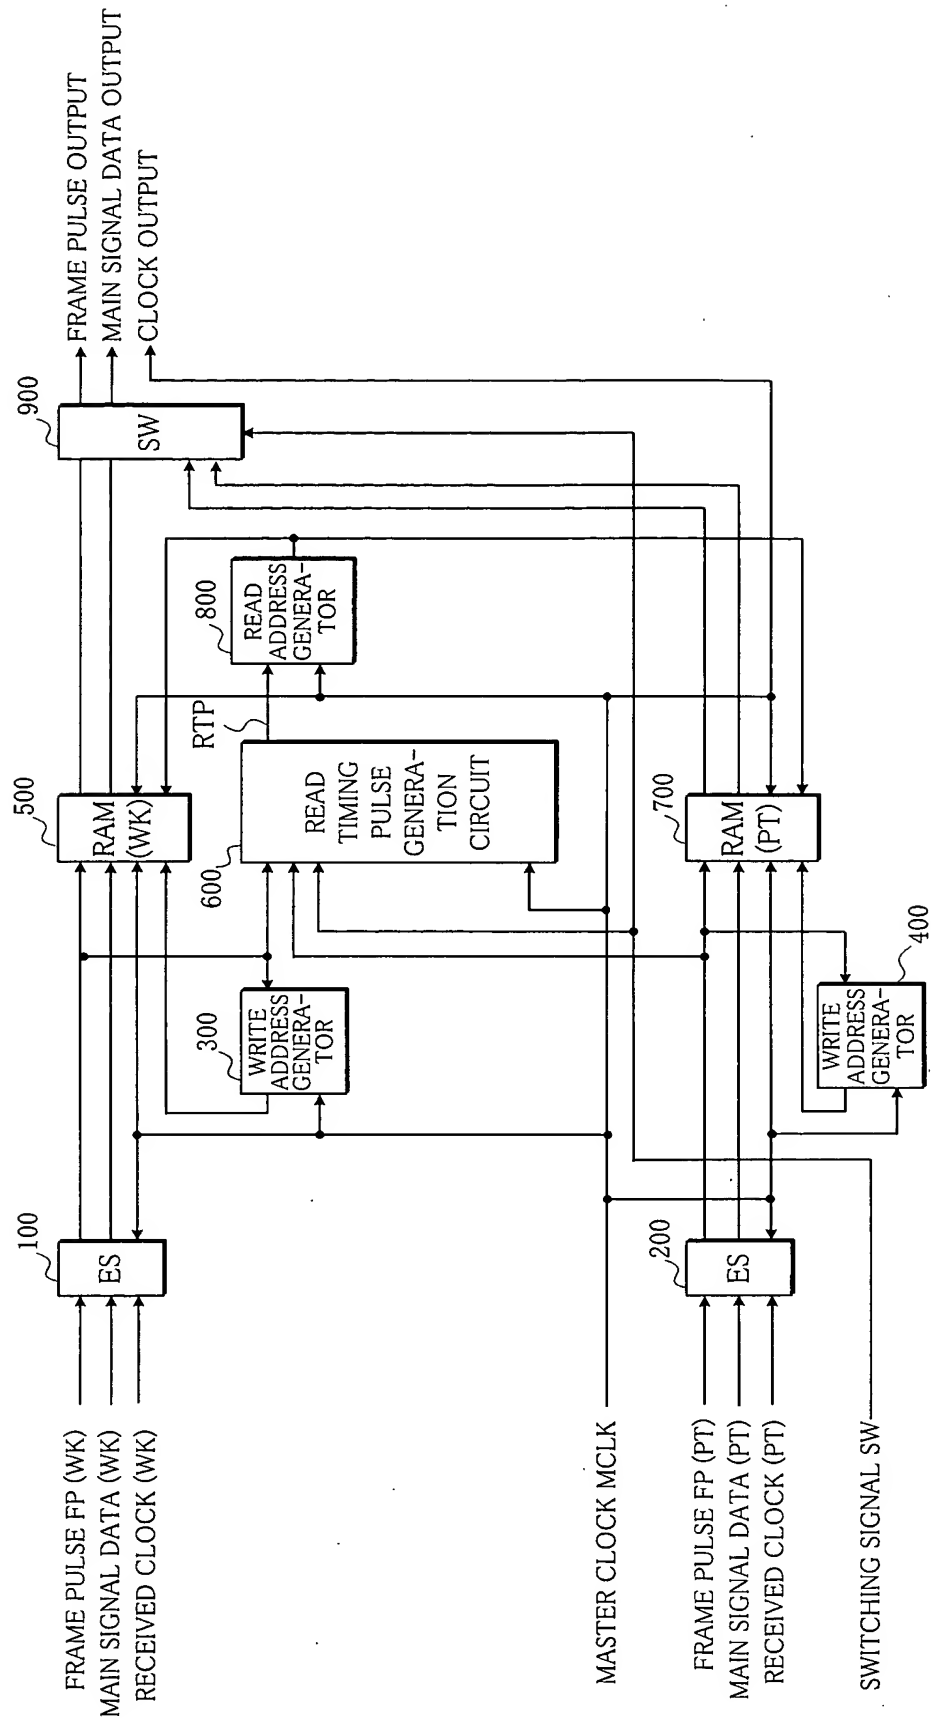 FRAME PULSE FP (WK)
MAIN SIGNAL DATA (WK)
RECEIVED CLOCK (WK)
100
ES
300
WRITE
ADDRESS
GENERA-
TOR
500
RAM
(WK)
600
READ
TIMING
PULSE
GENERA-
TION
CIRCUIT
RTP
800
READ
ADDRESS
GENERA-
TOR
900
SW
FRAME PULSE OUTPUT
MAIN SIGNAL DATA OUTPUT
CLOCK OUTPUT
MASTER CLOCK MCLK
FRAME PULSE FP (PT)
MAIN SIGNAL DATA (PT)
RECEIVED CLOCK (PT)
200
ES
700
RAM
(PT)
400
WRITE
ADDRESS
GENERA-
TOR
SWITCHING SIGNAL SW